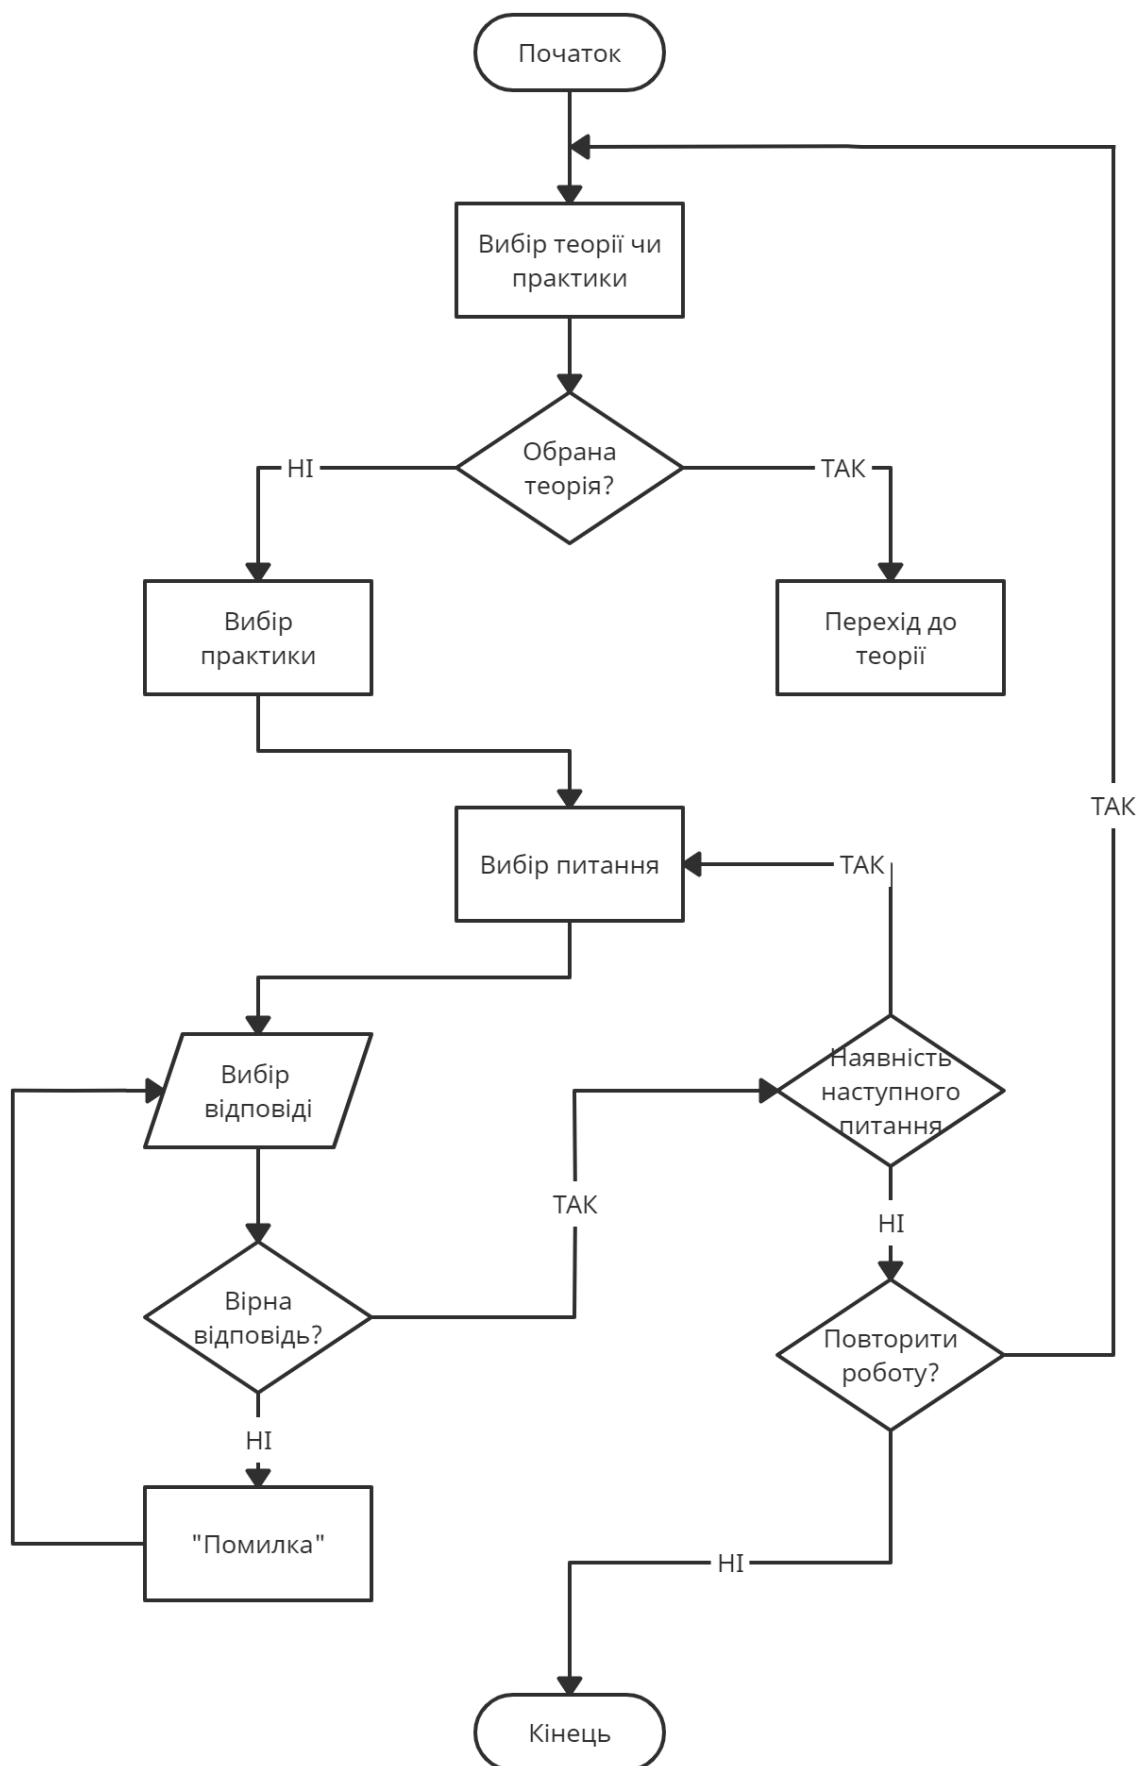 Початок
Вибір теорії чи
практики
Обрана
теорія?
НІ
ТАК
Вибір
практики
Перехід до
теорії
ТАК
Вибір питання
ТАК
Вибір
відповіді
Наявність
наступного
питання
ТАК
НІ
Вірна
відповідь?
Повторити
роботу?
НІ
"Помилка"
НІ
Кінець